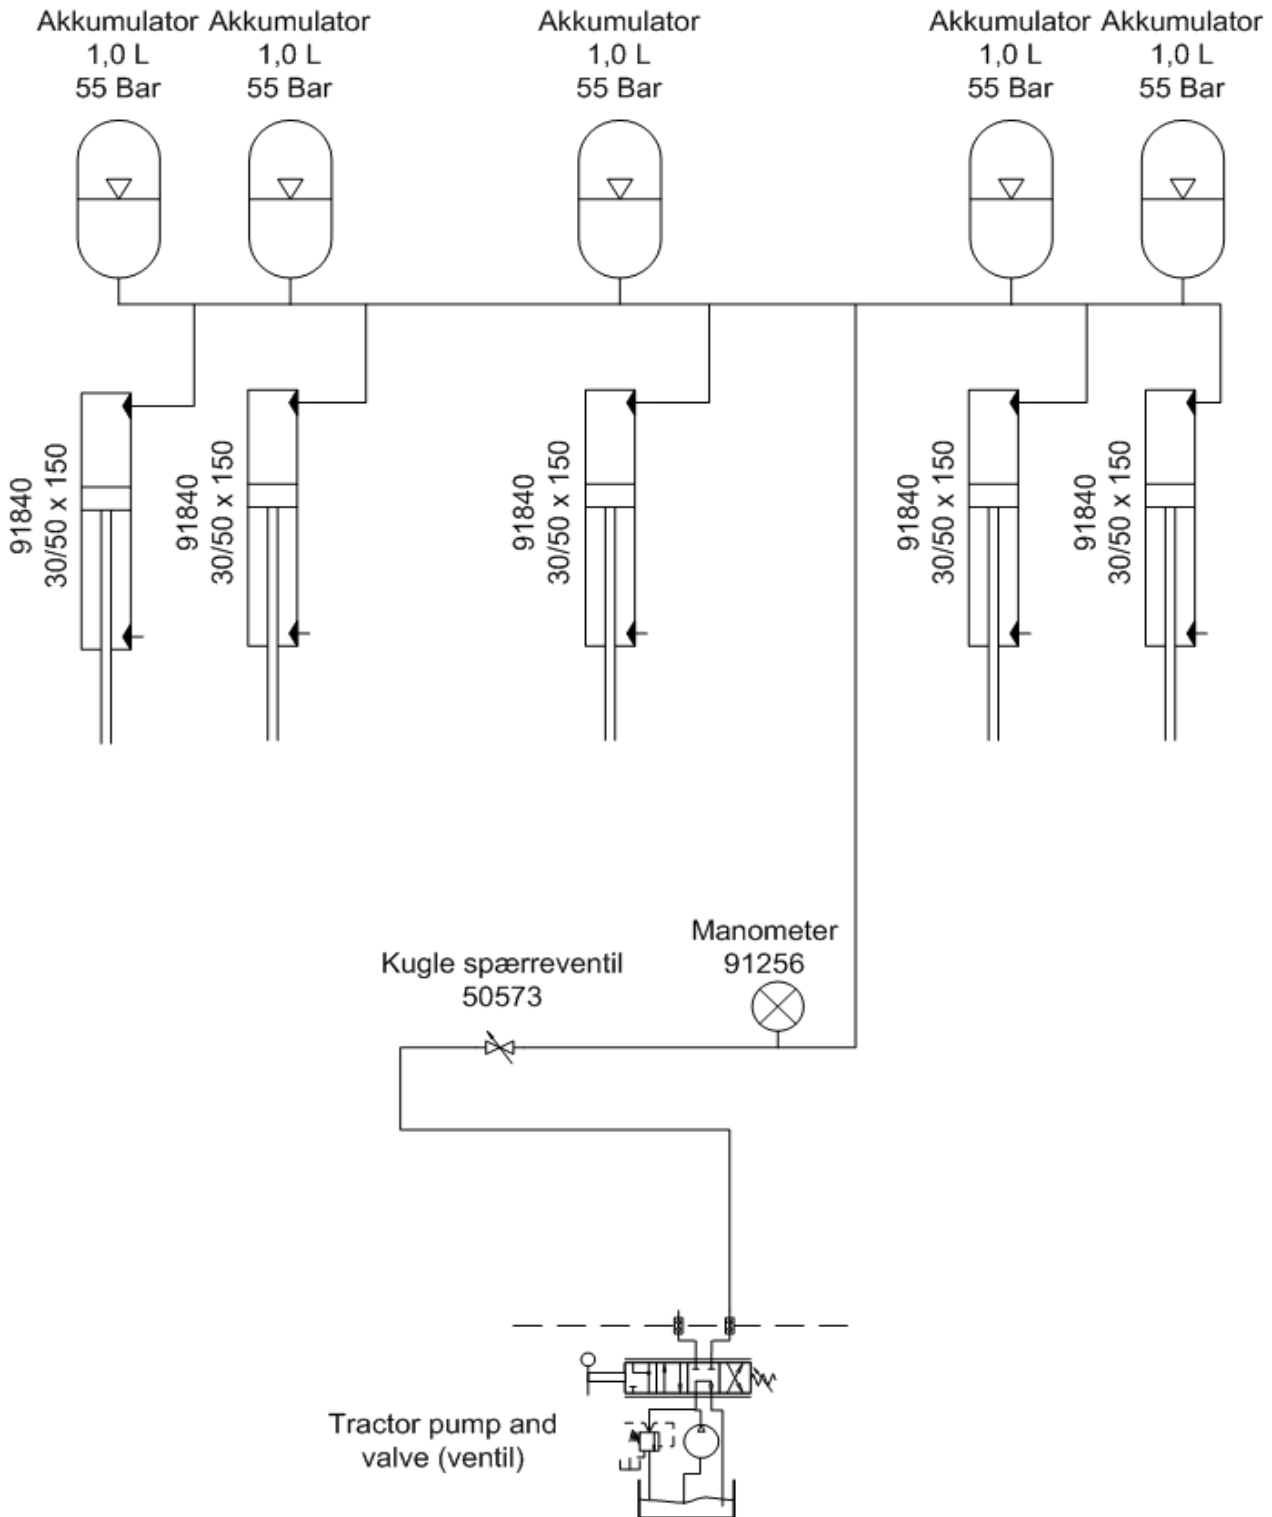 Akkumulator
1,0 L
55 Bar
Akkumulator
1,0 L
55 Bar
Akkumulator
1,0 L
55 Bar
Akkumulator
1,0 L
55 Bar
Akkumulator
1,0 L
55 Bar
91840
30/50 x 150
91840
30/50 x 150
91840
30/50 x 150
91840
30/50 x 150
91840
30/50 x 150
Manometer
91256
Kugle spærreventil
50573
Tractor pump and
valve (ventil)